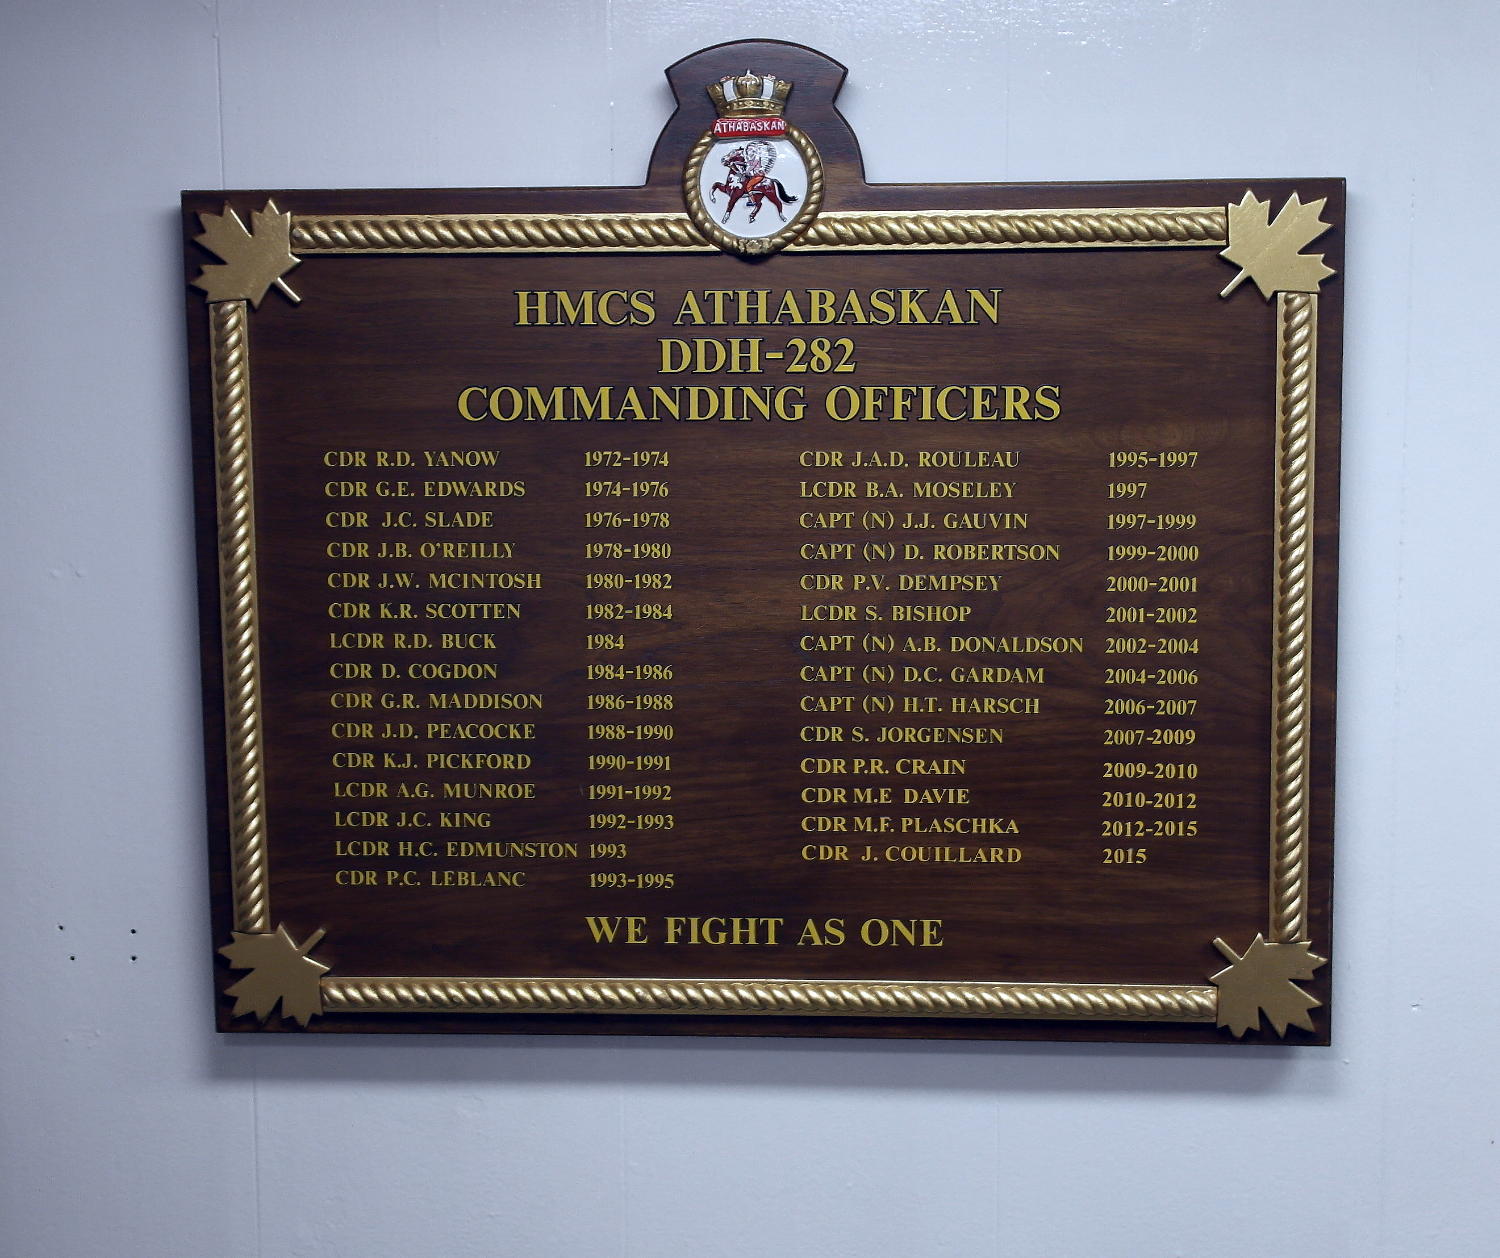 ATHABASKAN
HMCS ATHABASKAN
DDH-282
COMMANDING OFFICERS
CDR R.D. YANOW 1972-1974
CDR G.E. EDWARDS 1974-1976
CDR J.C. SLADE 1976-1978
CDR J.B. O'REILLY 1978-1980
CDR J.W. MCINTOSH 1980-1982
CDR K.R. SCOTTEN 1982-1984
LCDR R.D. BUCK 1984
CDR D. COGDON 1984-1986
CDR G.R. MADDISON 1986-1988
CDR J.D. PEACOCKE 1988-1990
CDR K.J. PICKFORD 1990-1991
LCDR A.G. MUNROE 1991-1992
LCDR J.C. KING 1992-1993
LCDR H.C. EDMUNSTON 1993
CDR P.C. LEBLANC 1993-1995
CDR J.A.D. ROULEAU 1995-1997
LCDR B.A. MOSELEY 1997
CAPT (N) J.J. GAUVIN 1997-1999
CAPT (N) D. ROBERTSON 1999-2000
CDR P.V. DEMPSEY 2000-2001
LCDR S. BISHOP 2001-2002
CAPT (N) A.B. DONALDSON 2002-2004
CAPT (N) D.C. GARDAM 2004-2006
CAPT (N) H.T. HARSCH 2006-2007
CDR S. JORGENSEN 2007-2009
CDR P.R. CRAIN 2009-2010
CDR M.E DAVIE 2010-2012
CDR M.F. PLASCHKA 2012-2015
CDR J. COUILLARD 2015
WE FIGHT AS ONE